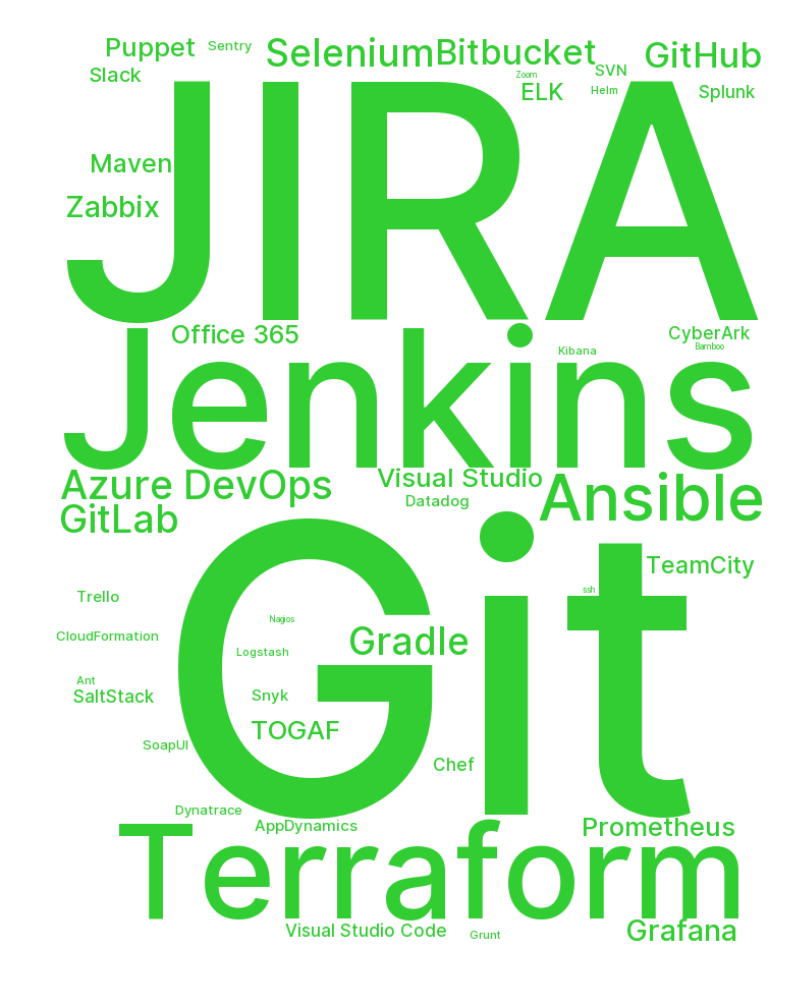 Puppet
Sentry
Selenium
Bitbucket
GitHub
Slack
Zoom
SVN
ELK
Helm
Splunk
JIRA
Maven
Zabbix
Office 365
CyberArk
Kibana
Bamboo
Jenkins
Azure DevOps
Visual Studio
Ansible
Datadog
GitLab
TeamCity
Trello
ssh
Git
Nagios
CloudFormation
Gradle
Logstash
Ant
SaltStack
Snyk
TOGAF
SoapUI
Chef
Dynatrace
AppDynamics
Prometheus
Terraform
Visual Studio Code
Grunt
Grafana